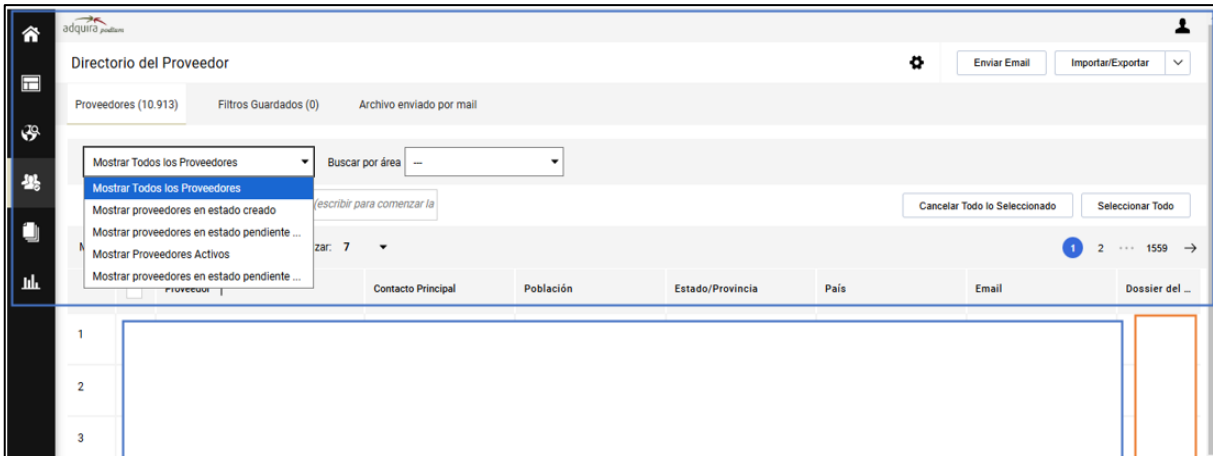 adquira podium
Directorio del Proveedor
Enviar Email
Importar/Exportar
Proveedores (10.913)
Filtros Guardados (0)
Archivo enviado por mail
Mostrar Todos los Proveedores
Buscar por área
---
Mostrar Todos los Proveedores
Mostrar proveedores en estado creado
(escribir para comenzar la
Cancelar Todo lo Seleccionado
Seleccionar Todo
Mostrar proveedores en estado pendiente ...
Mostrar Proveedores Activos
zar: 7
1 2 ... 1559
Mostrar proveedores en estado pendiente ...
Proveedor
Contacto Principal
Población
Estado/Provincia
País
Email
Dossier del ...
1
2
3